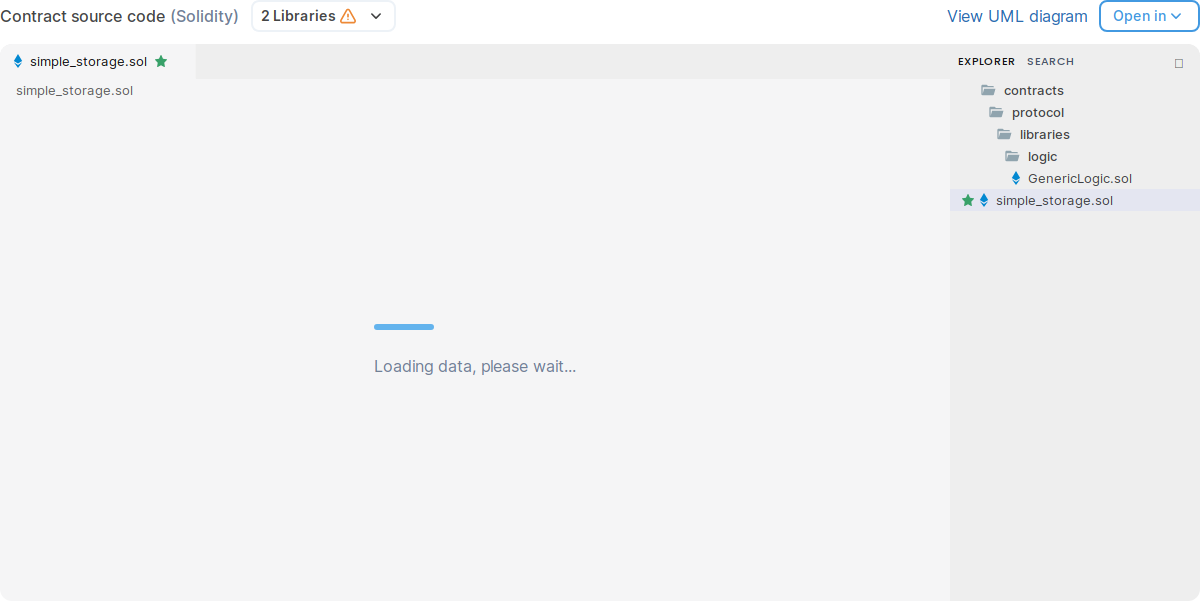 Contract source code (Solidity) 2 Libraries View UML diagram Open in
simple_storage.sol
simple_storage.sol
Loading data, please wait...
EXPLORER SEARCH
contracts
protocol
libraries
logic
GenericLogic.sol
simple_storage.sol